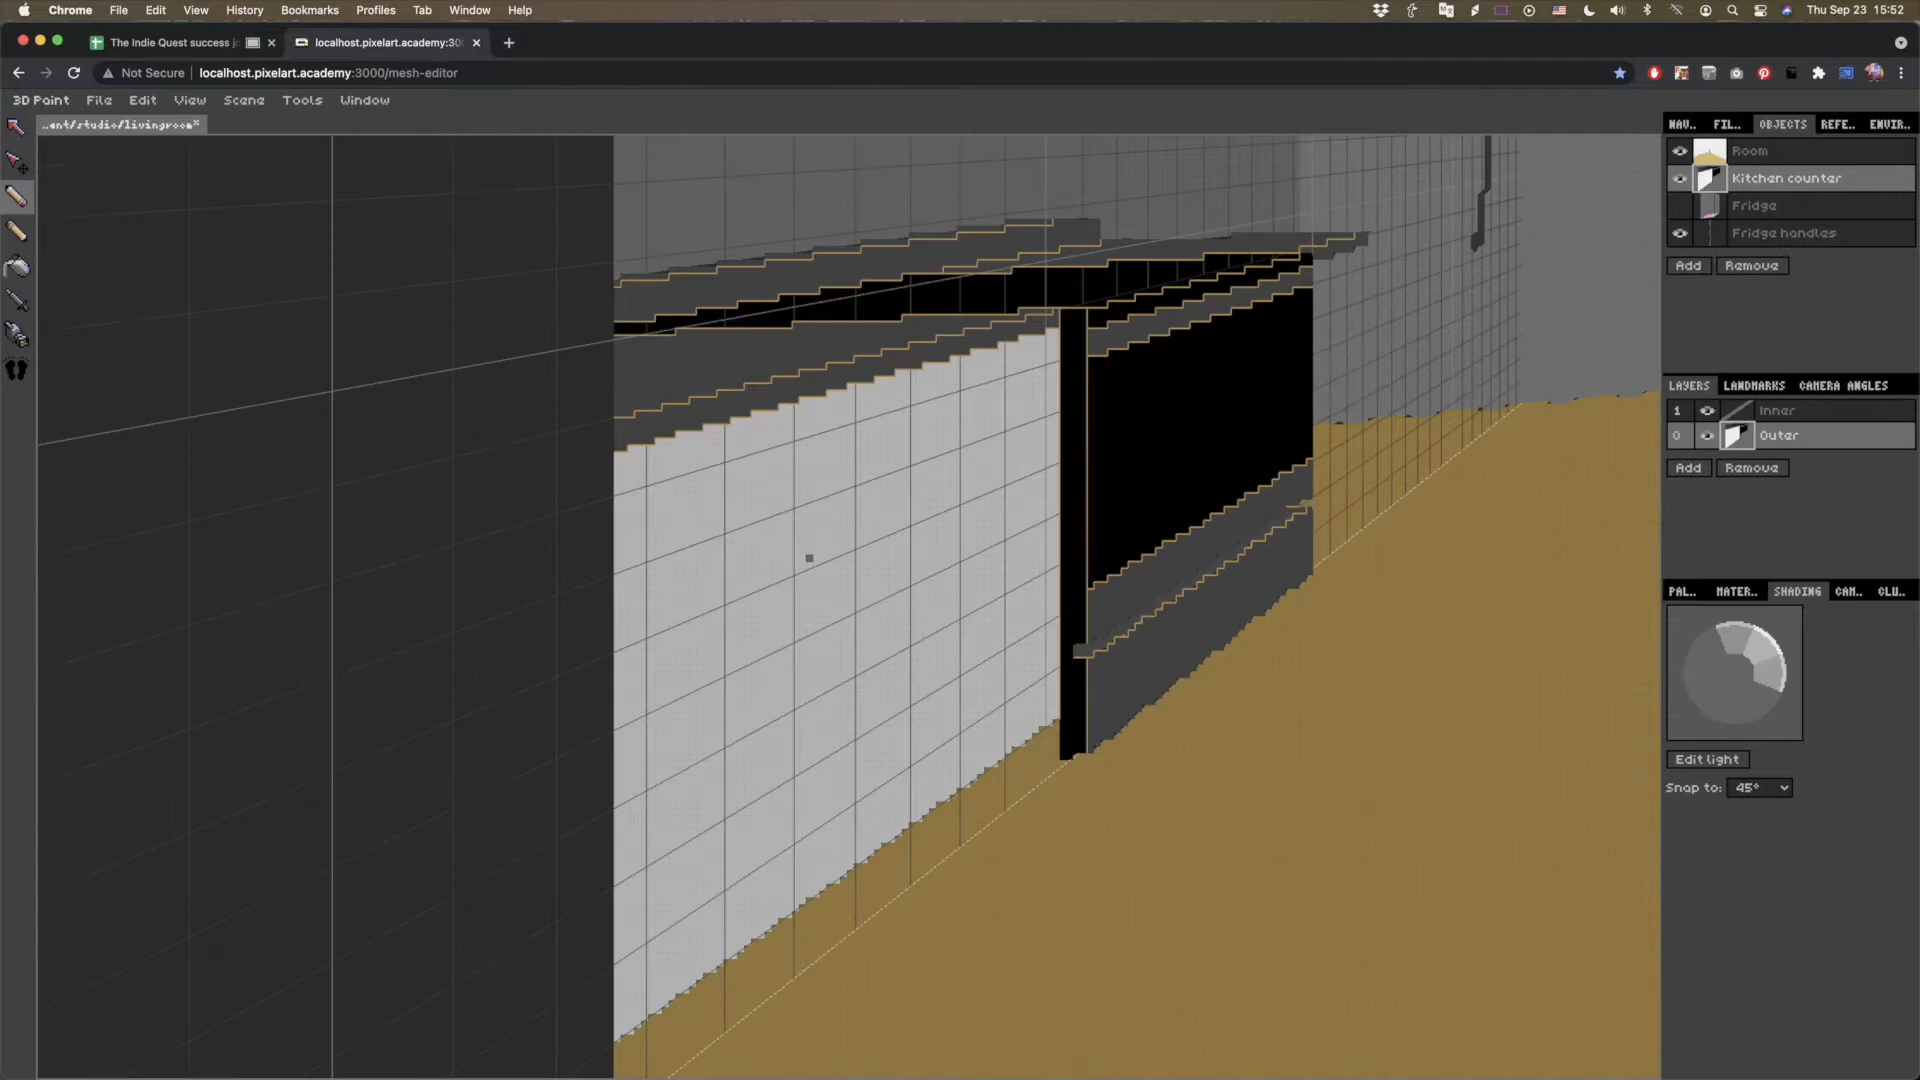 Chrome File Edit View History Bookmarks Profiles Tab Window Help Thu Sep 23 15:52
The Indie Quest success j localhost.pixelart.academy:30
Not Secure localhost.pixelart.academy:3000/mesh-editor
3D Paint File Edit View Scene Tools Window
..ent/studio/livingroom*
NAV.. FIL.. OBJECTS REFE.. ENVIR..
Room
Kitchen counter
Fridge
Fridge handles
Add Remove
LAYERS LANDMARKS CAMERA ANGLES
1 Inner
0 Outer
Add Remove
PAL.. MATER.. SHADING CAM.. CLU..
Edit light
Snap to: 45°